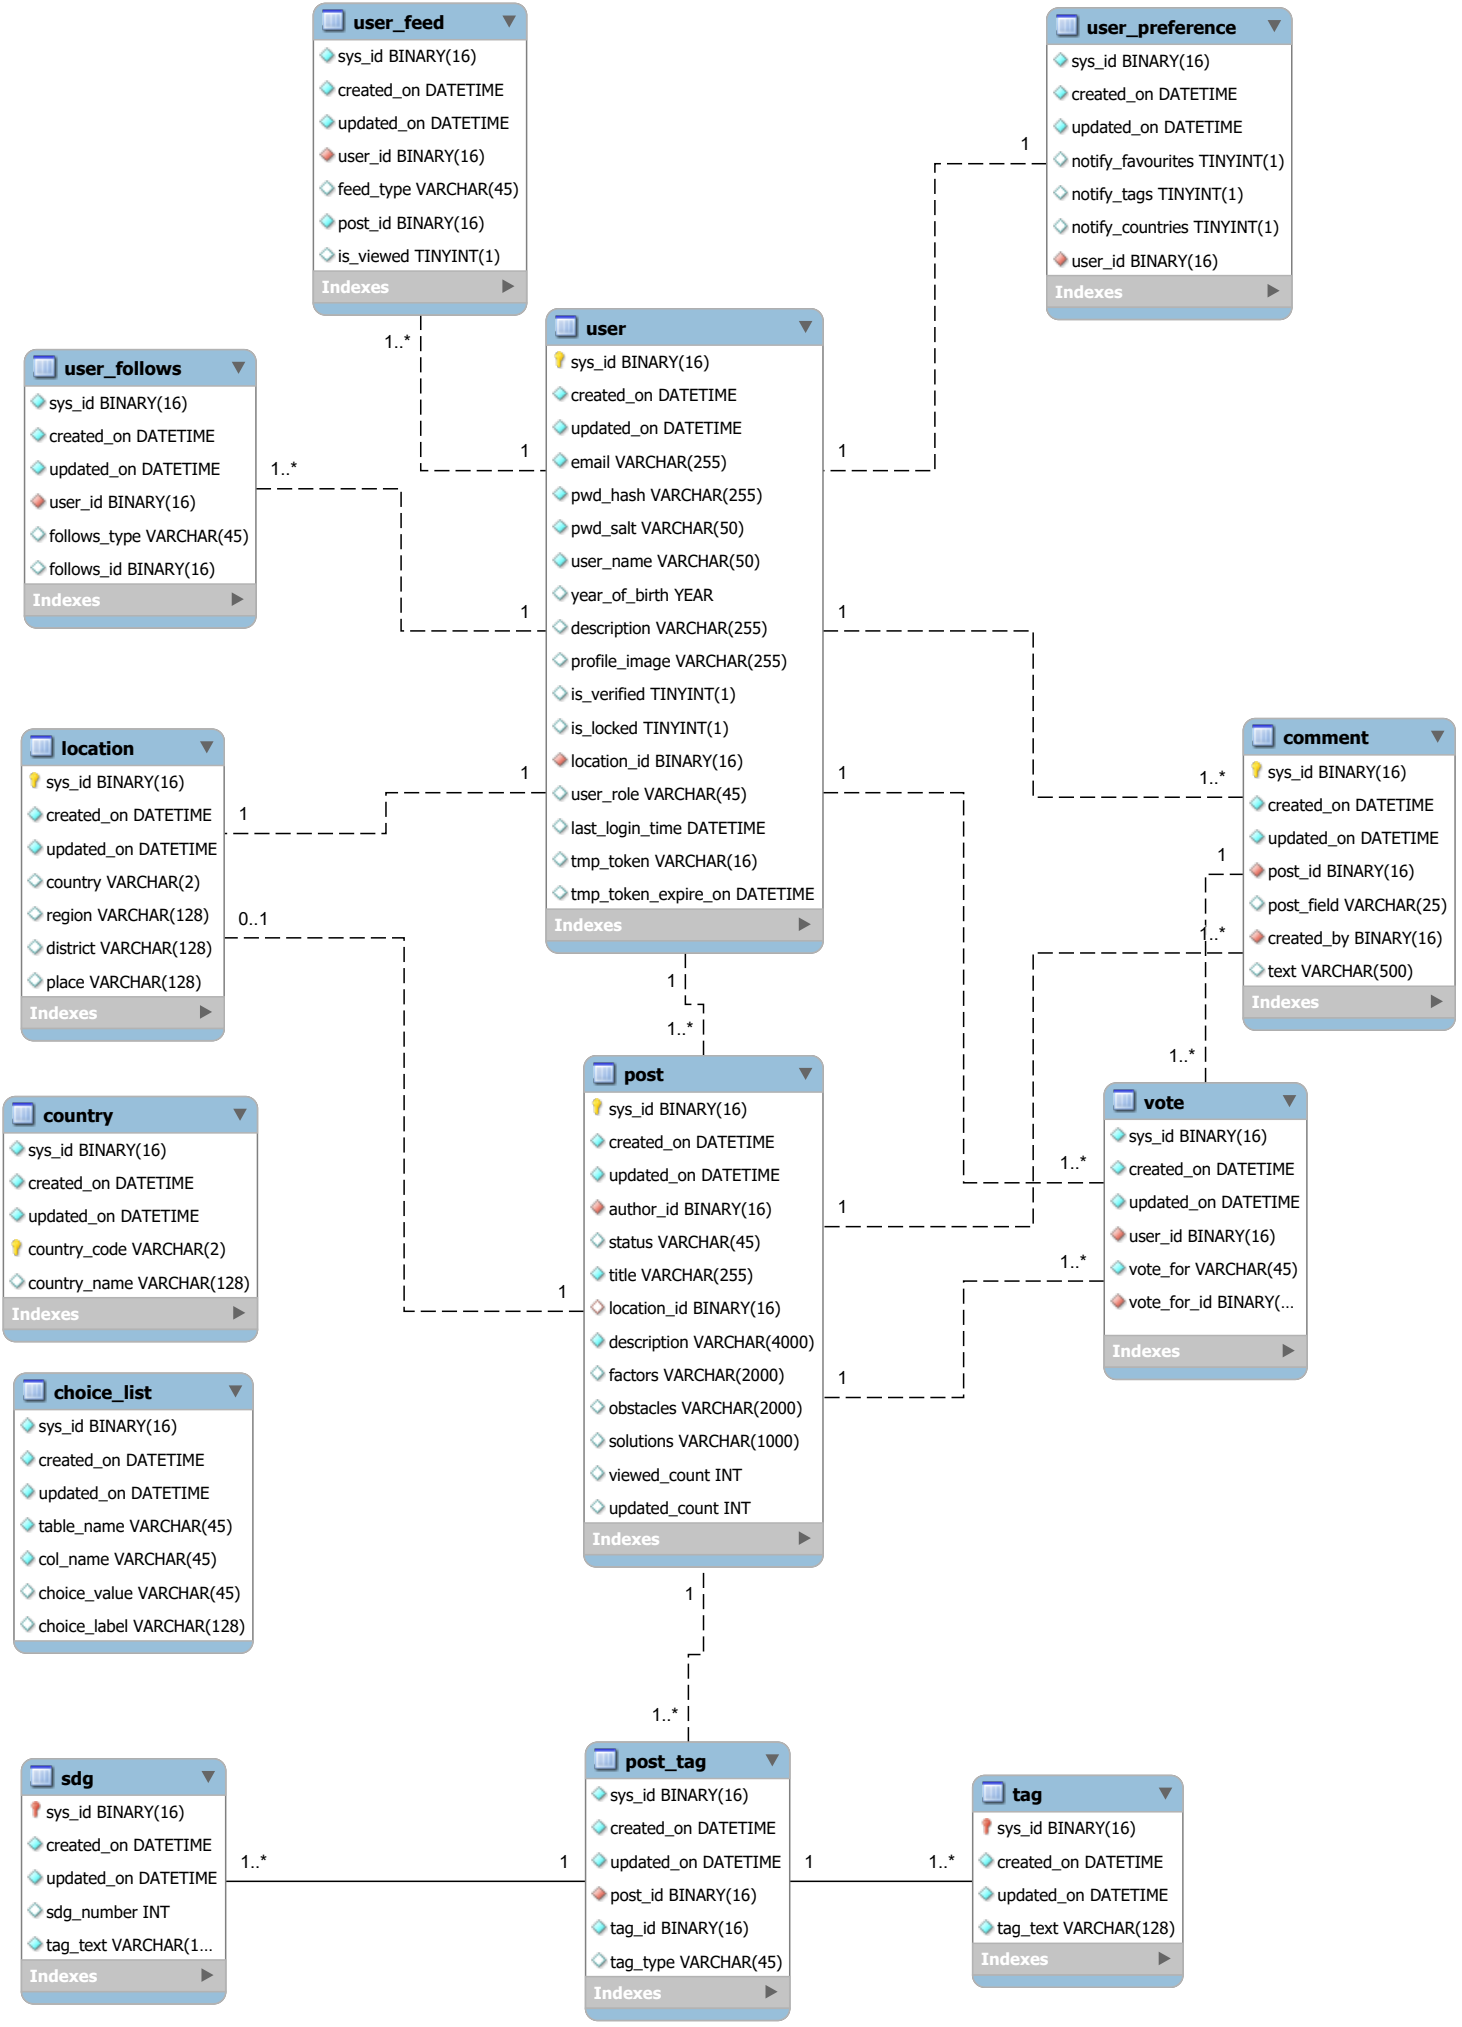 user_feed
sys_id BINARY(16)
created_on DATETIME
updated_on DATETIME
user_id BINARY(16)
feed_type VARCHAR(45)
post_id BINARY(16)
is_viewed TINYINT(1)
Indexes
user_preference
sys_id BINARY(16)
created_on DATETIME
updated_on DATETIME
notify_favourites TINYINT(1)
notify_tags TINYINT(1)
notify_countries TINYINT(1)
user_id BINARY(16)
Indexes
1
1..*
1
1
user_follows
sys_id BINARY(16)
created_on DATETIME
updated_on DATETIME
user_id BINARY(16)
follows_type VARCHAR(45)
follows_id BINARY(16)
Indexes
1..*
1
user
sys_id BINARY(16)
created_on DATETIME
updated_on DATETIME
email VARCHAR(255)
pwd_hash VARCHAR(255)
pwd_salt VARCHAR(50)
user_name VARCHAR(50)
year_of_birth YEAR
description VARCHAR(255)
profile_image VARCHAR(255)
is_verified TINYINT(1)
is_locked TINYINT(1)
location_id BINARY(16)
user_role VARCHAR(45)
last_login_time DATETIME
tmp_token VARCHAR(16)
tmp_token_expire_on DATETIME
Indexes
1
1
1
1..*
location
sys_id BINARY(16)
created_on DATETIME
updated_on DATETIME
country VARCHAR(2)
region VARCHAR(128)
district VARCHAR(128)
place VARCHAR(128)
Indexes
1
0..1
comment
sys_id BINARY(16)
created_on DATETIME
updated_on DATETIME
post_id BINARY(16)
post_field VARCHAR(25)
created_by BINARY(16)
text VARCHAR(500)
Indexes
1
1..*
1..*
1
1..*
country
sys_id BINARY(16)
created_on DATETIME
updated_on DATETIME
country_code VARCHAR(2)
country_name VARCHAR(128)
Indexes
post
sys_id BINARY(16)
created_on DATETIME
updated_on DATETIME
author_id BINARY(16)
status VARCHAR(45)
title VARCHAR(255)
location_id BINARY(16)
description VARCHAR(4000)
factors VARCHAR(2000)
obstacles VARCHAR(2000)
solutions VARCHAR(1000)
viewed_count INT
updated_count INT
Indexes
1
1
1
1..*
1..*
vote
sys_id BINARY(16)
created_on DATETIME
updated_on DATETIME
user_id BINARY(16)
vote_for VARCHAR(45)
vote_for_id BINARY(...
Indexes
choice_list
sys_id BINARY(16)
created_on DATETIME
updated_on DATETIME
table_name VARCHAR(45)
col_name VARCHAR(45)
choice_value VARCHAR(45)
choice_label VARCHAR(128)
1
1..*
sdg
sys_id BINARY(16)
created_on DATETIME
updated_on DATETIME
sdg_number INT
tag_text VARCHAR(1...
Indexes
1..*
1
post_tag
sys_id BINARY(16)
created_on DATETIME
updated_on DATETIME
post_id BINARY(16)
tag_id BINARY(16)
tag_type VARCHAR(45)
Indexes
1
1..*
tag
sys_id BINARY(16)
created_on DATETIME
updated_on DATETIME
tag_text VARCHAR(128)
Indexes